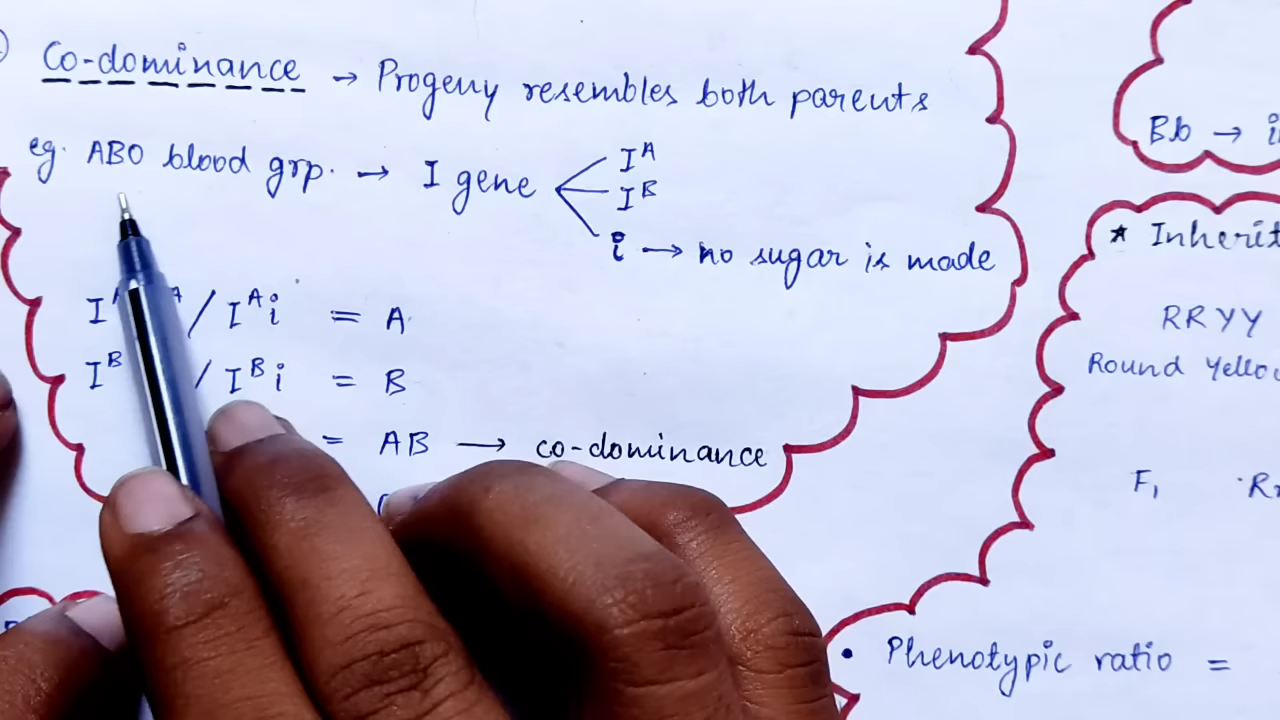 Co-dominance → Progeny resembles both parents
eg. ABO blood grp. → I gene
I^A
I^B
i → no sugar is made
/ I^A i = A
I^B / I^B i = B
= AB → co-dominance
Bb →
* Inherit
RRYY
Round Yello
F₁
• Phenotypic ratio =